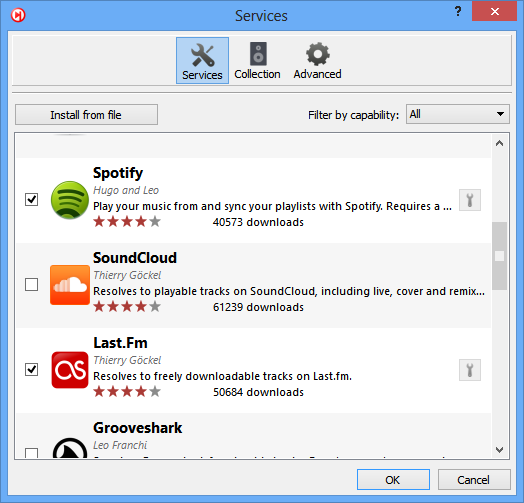 Services
?
Services
Collection
Advanced
Install from file
Filter by capability:
All
Spotify
Hugo and Leo
Play your music from and sync your playlists with Spotify. Requires a ...
40573 downloads
SoundCloud
Thierry Göckel
Resolves to playable tracks on SoundCloud, including live, cover and remix...
61239 downloads
Last.Fm
Thierry Göckel
Resolves to freely downloadable tracks on Last.fm.
50684 downloads
Grooveshark
Leo Franchi
OK
Cancel